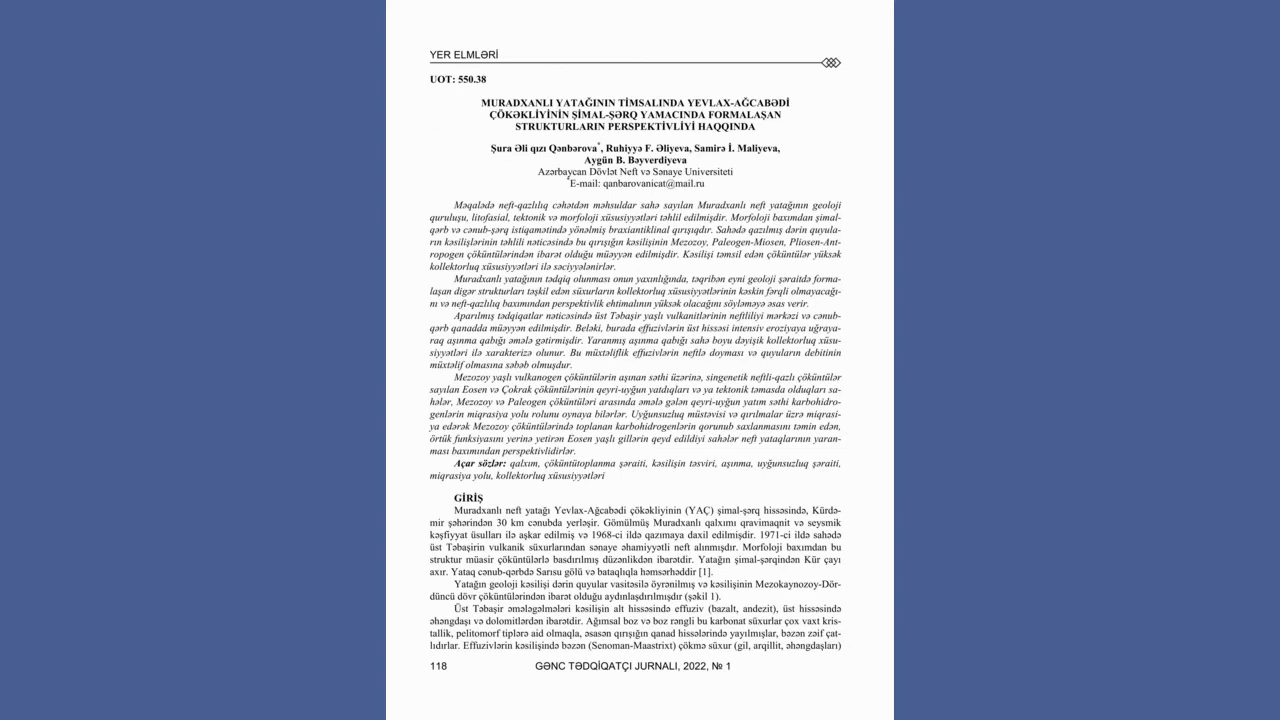 YER ELMLƏRİ
UOT: 550.38
MURADXANLI YATAĞININ TİMSALINDA YEVLAX-AĞCABƏDİ
ÇÖKƏKLİYİNİN ŞİMAL-ŞƏRQ YAMACINDA FORMALAŞAN
STRUKTURLARIN PERSPEKTİVLİYİ HAQQINDA
Şura Əli qızı Qənbərova*, Ruhiyyə F. Əliyeva, Samirə İ. Maliyeva,
Aygün B. Bəyverdiyeva
Azərbaycan Dövlət Neft və Sənaye Universiteti
*E-mail: qanbarovanicat@mail.ru
Məqalədə neft-qazlılıq cəhətdən məhsuldar sahə sayılan Muradxanlı neft yatağının geoloji
quruluşu, litofasial, tektonik və morfoloji xüsusiyyətləri təhlil edilmişdir. Morfoloji baxımdan şimal-
qərb və cənub-şərq istiqamətində yönəlmiş braxiantiklinal qırışıqdır. Sahədə qazılmış dərin quyula-
rın kəsilişlərinin təhlili nəticəsində bu qırışığın kəsilişinin Mezozoy, Paleogen-Miosen, Pliosen-Ant-
ropogen çöküntülərindən ibarət olduğu müəyyən edilmişdir. Kəsilişi təmsil edən çöküntülər yüksək
kollektorluq xüsusiyyətləri ilə səciyyələnirlər.
Muradxanlı yatağının tədqiq olunması onun yaxınlığında, təqribən eyni geoloji şəraitdə forma-
laşan digər strukturları təşkil edən süxurların kollektorluq xüsusiyyətlərinin kəskin fərqli olmayacağı-
nı və neft-qazlılıq baxımından perspektivlik ehtimalının yüksək olacağını söyləməyə əsas verir.
Aparılmış tədqiqatlar nəticəsində üst Təbaşir yaşlı vulkanitlərinin neftliliyi mərkəzi və cənub-
qərb qanadda müəyyən edilmişdir. Beləki, burada effuzivlərin üst hissəsi intensiv eroziyaya uğraya-
raq aşınma qabığı əmələ gətirmişdir. Yaranmış aşınma qabığı sahə boyu dəyişik kollektorluq xüsu-
siyyətləri ilə xarakterizə olunur. Bu müxtəliflik effuzivlərin neftlə doyması və quyuların debitinin
müxtəlif olmasına səbəb olmuşdur.
Mezozoy yaşlı vulkanogen çöküntülərin aşınan səthi üzərinə, singenetik neftli-qazlı çöküntülər
sayılan Eosen və Çokrak çöküntülərinin qeyri-uyğun yatdıqları və ya tektonik təmasda olduqları sa-
hələr, Mezozoy və Paleogen çöküntüləri arasında əmələ gələn qeyri-uyğun yatım səthi karbohidro-
genlərin miqrasiya yolu rolunu oynaya bilərlər. Uyğunsuzluq müstəvisi və qırılmalar üzrə miqrasi-
ya edərək Mezozoy çöküntülərində toplanan karbohidrogenlərin qorunub saxlanmasını təmin edən,
örtük funksiyasını yerinə yetirən Eosen yaşlı gillərin qeyd edildiyi sahələr neft yataqlarının yaran-
ması baxımından perspektivlidirlər.
Açar sözlər: qalxım, çöküntütoplanma şəraiti, kəsilişin təsviri, aşınma, uyğunsuzluq şəraiti,
miqrasiya yolu, kollektorluq xüsusiyyətləri
GİRİŞ
Muradxanlı neft yatağı Yevlax-Ağcabədi çökəkliyinin (YAÇ) şimal-şərq hissəsində, Kürdə-
mir şəhərindən 30 km cənubda yerləşir. Gömülmüş Muradxanlı qalxımı qravimaqnit və seysmik
kəşfiyyat üsulları ilə aşkar edilmiş və 1968-ci ildə qazımaya daxil edilmişdir. 1971-ci ildə sahədə
üst Təbaşirin vulkanik süxurlarından sənaye əhəmiyyətli neft alınmışdır. Morfoloji baxımdan bu
struktur müasir çöküntülərlə basdırılmış düzənlikdən ibarətdir. Yatağın şimal-şərqindən Kür çayı
axır. Yataq cənub-qərbdə Sarısu gölü və bataqlıqla həmsərhəddir [1].
Yatağın geoloji kəsilişi dərin quyular vasitəsilə öyrənilmiş və kəsilişinin Mezokaynozoy-Dör-
düncü dövr çöküntülərindən ibarət olduğu aydınlaşdırılmışdır (şəkil 1).
Üst Təbaşir əmələgəlmələri kəsilişin alt hissəsində effuziv (bazalt, andezit), üst hissəsində
əhəngdaşı və dolomitlərdən ibarətdir. Ağımsal boz və boz rəngli bu karbonat süxurlar çox vaxt kris-
tallik, pelitomorf tiplərə aid olmaqla, əsasən qırışığın qanad hissələrində yayılmışlar, bəzən zəif çat-
lıdırlar. Effuzivlərin kəsilişində bəzən (Senoman-Maastrixt) çökmə süxur (gil, arqillit, əhəngdaşları)
118 GƏNC TƏDQİQATÇI JURNALI, 2022, № 1